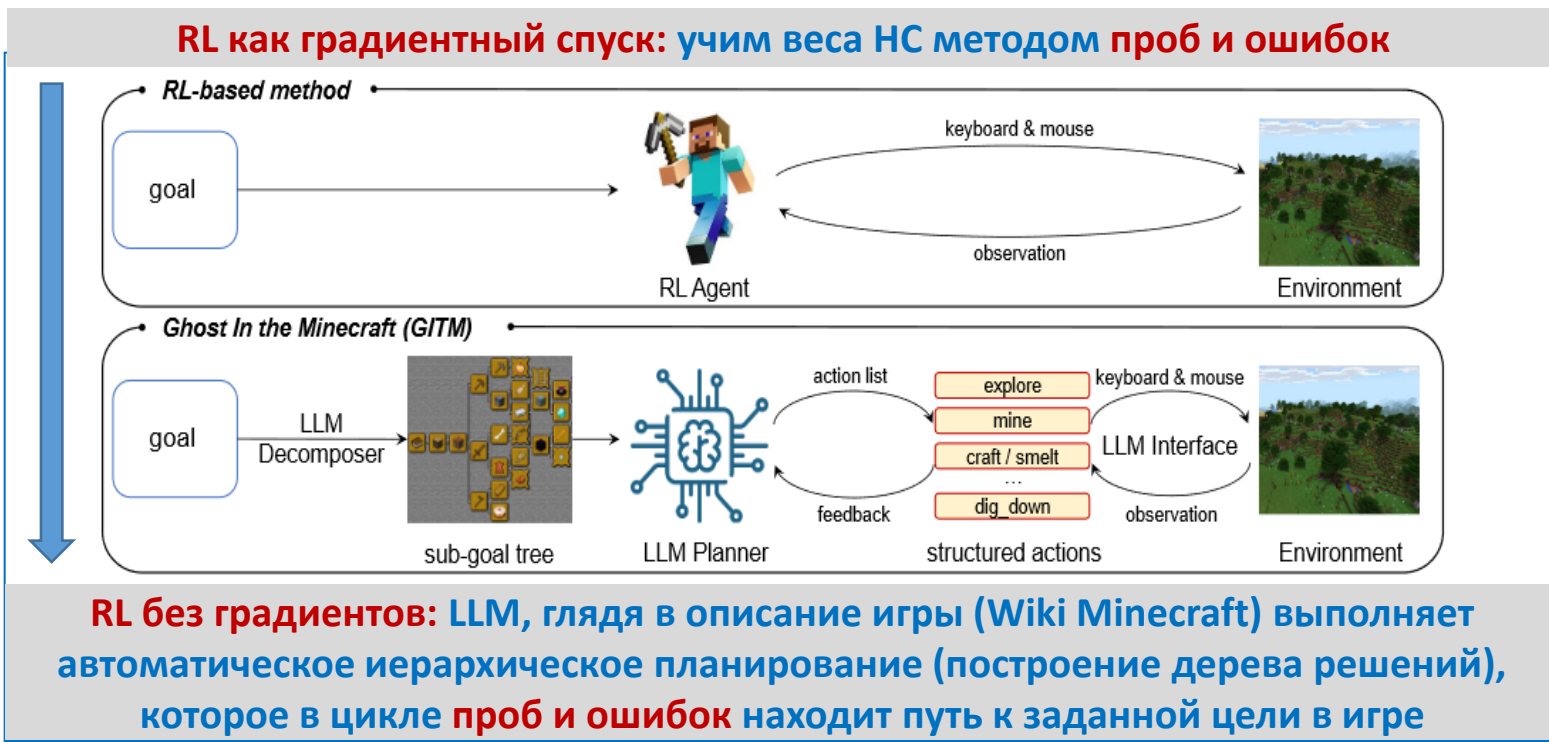 RL как градиентный спуск: учим веса НС методом проб и ошибок
RL-based method
goal
keyboard & mouse
observation
RL Agent
Environment
Ghost In the Minecraft (GITM)
goal
LLM
Decomposer
sub-goal tree
LLM Planner
action list
feedback
explore
mine
craft / smelt
...
dig_down
structured actions
keyboard & mouse
LLM Interface
observation
Environment
RL без градиентов: LLM, глядя в описание игры (Wiki Minecraft) выполняет
автоматическое иерархическое планирование (построение дерева решений),
которое в цикле проб и ошибок находит путь к заданной цели в игре